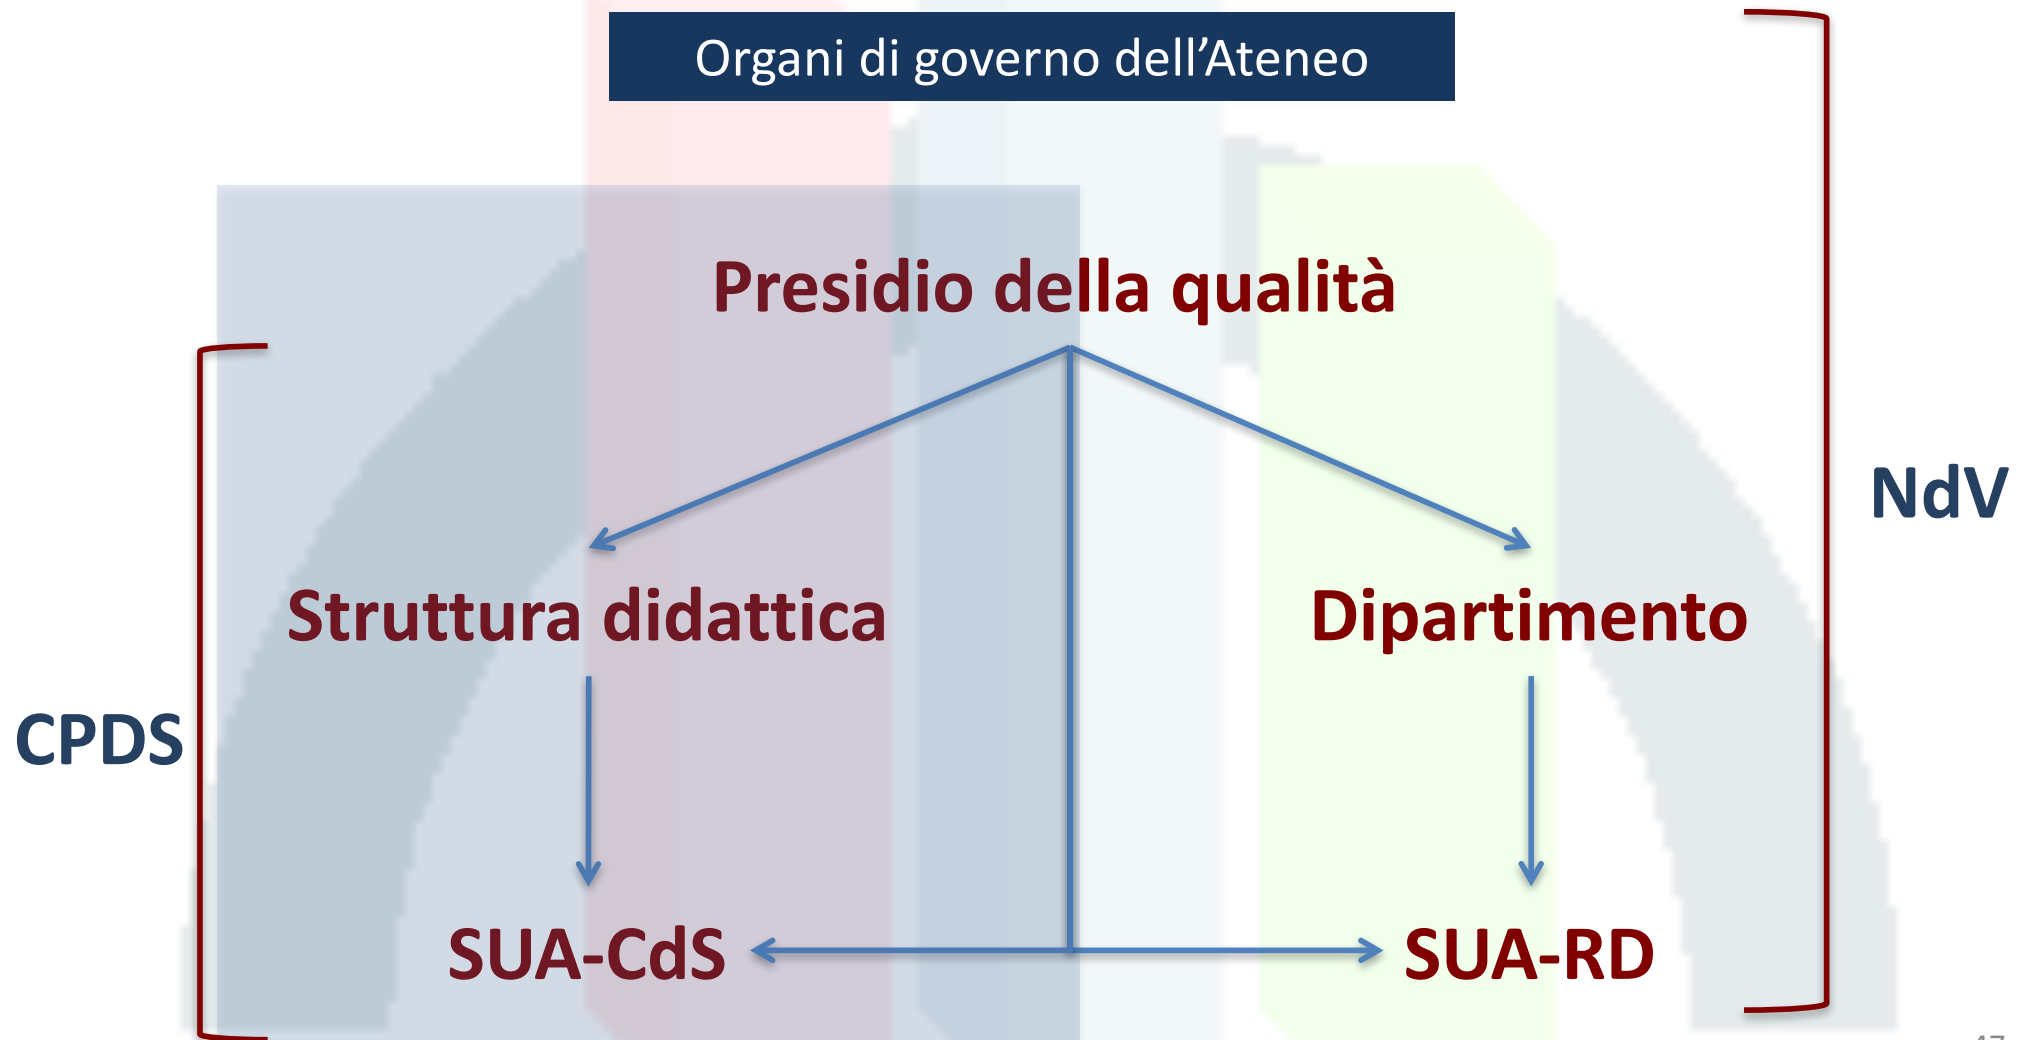 Organi di governo dell’Ateneo
Presidio della qualità
NdV
Struttura didattica
Dipartimento
CPDS
SUA-CdS
SUA-RD